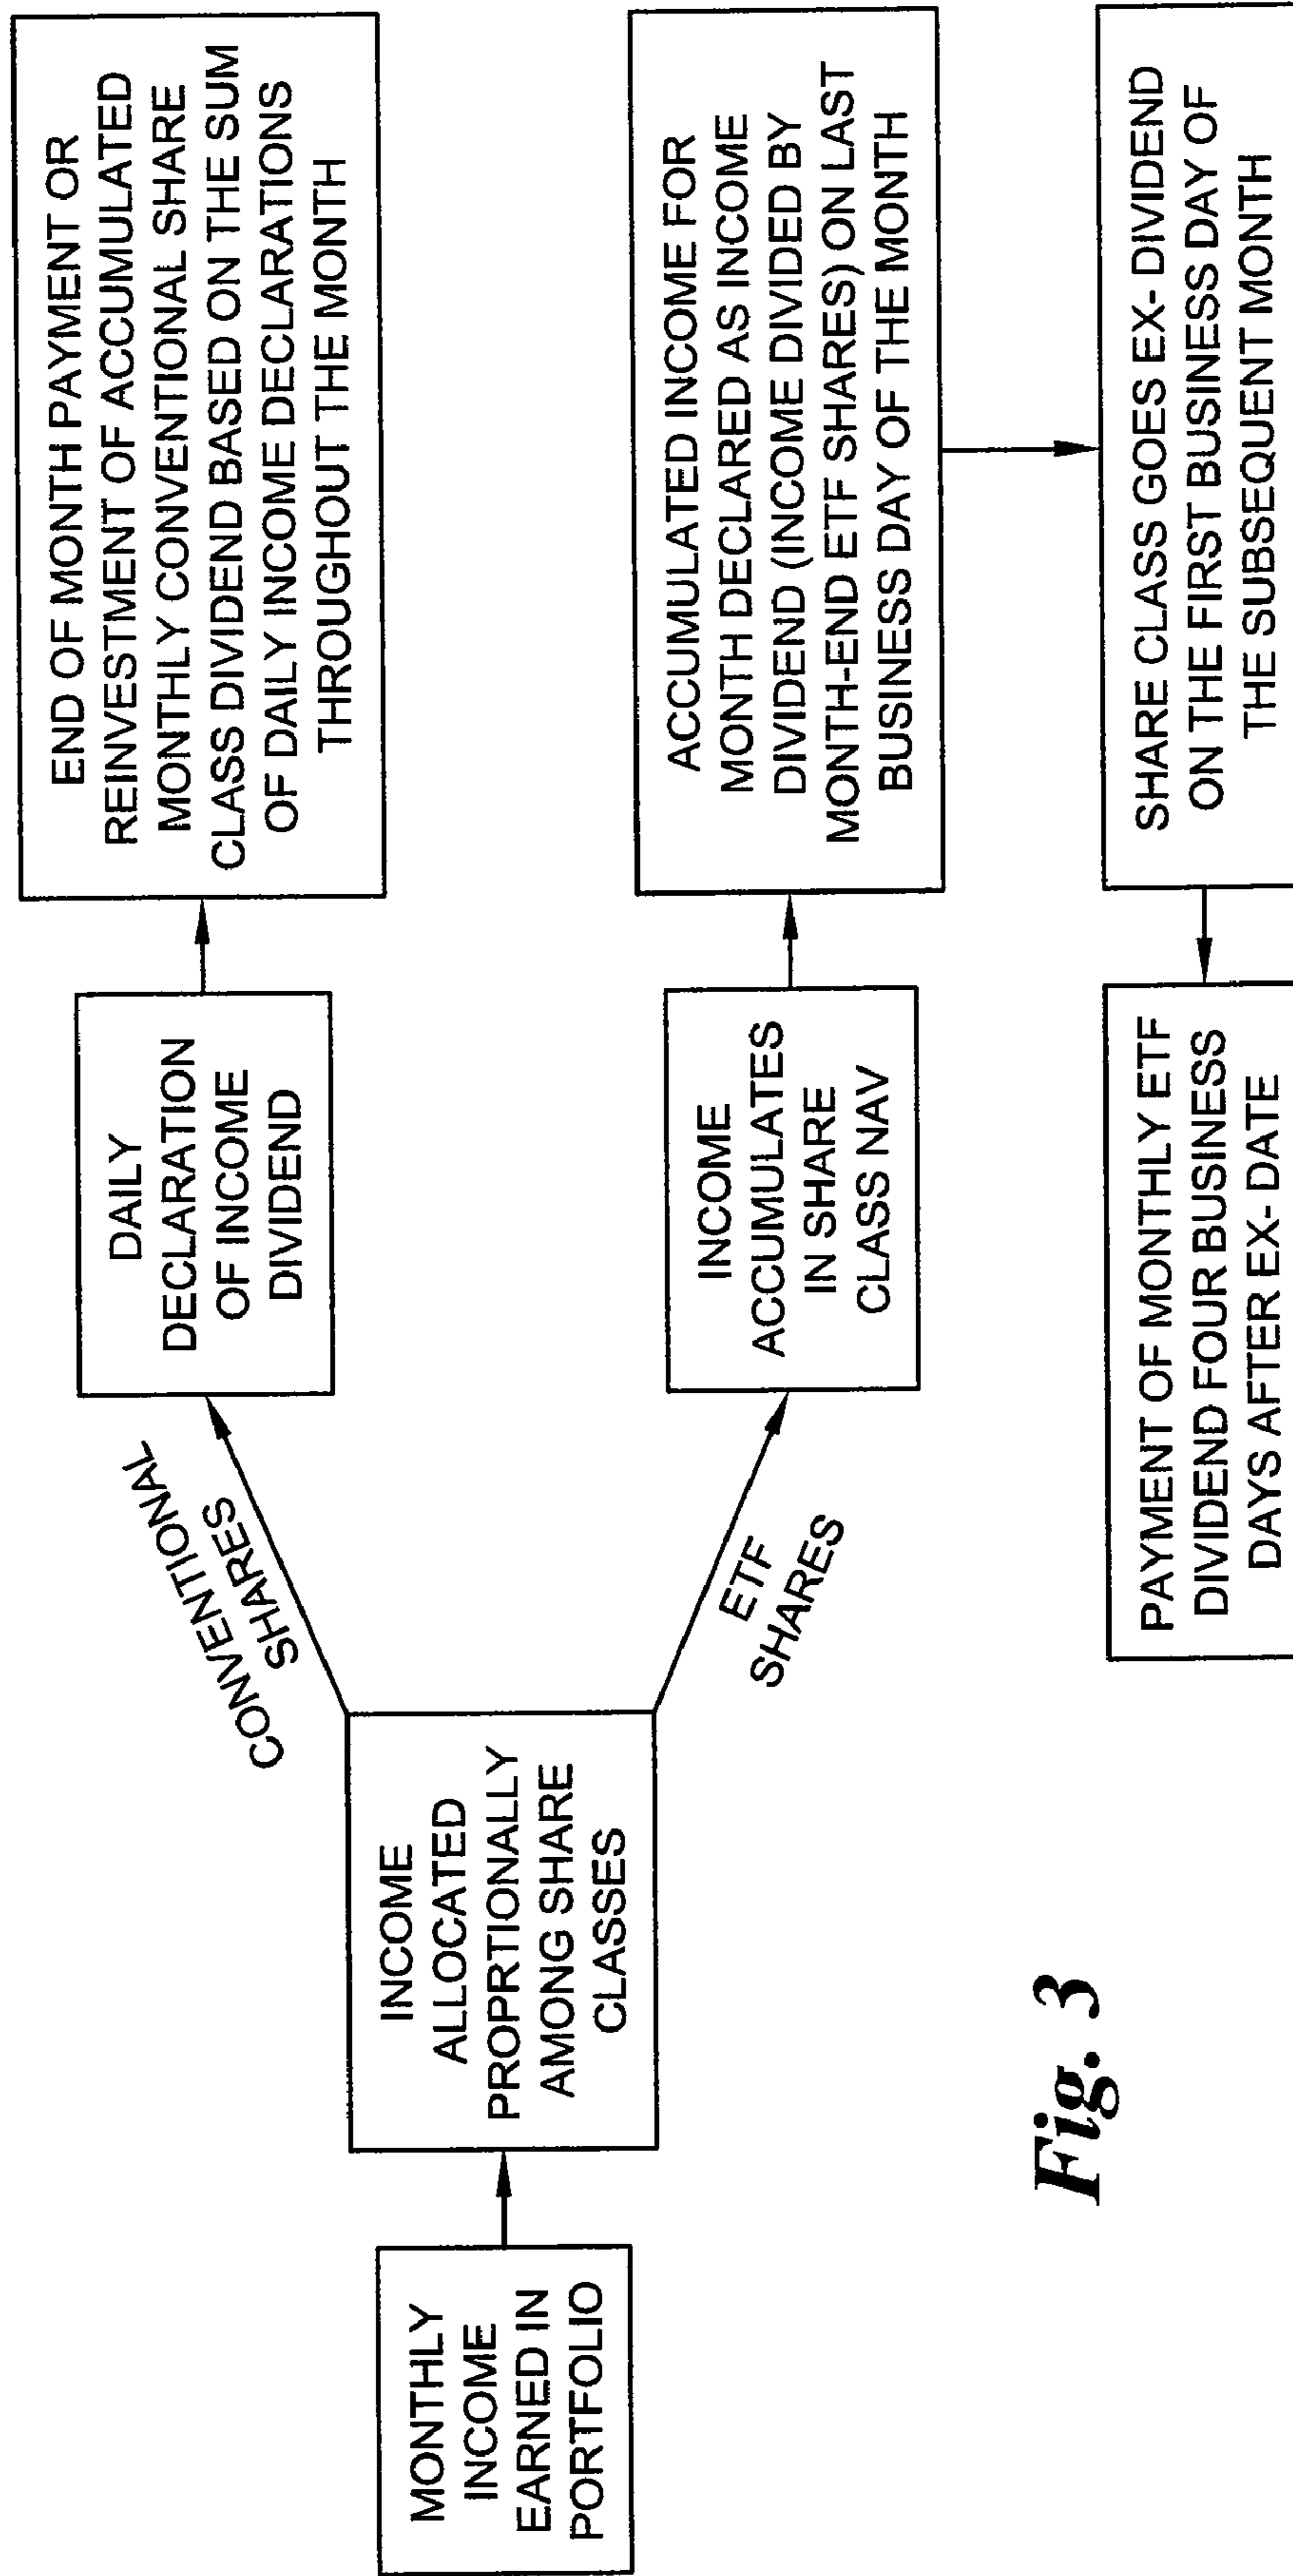 MONTHLY
INCOME
EARNED IN
PORTFOLIO
INCOME
ALLOCATED
PROPRTIONALLY
AMONG SHARE
CLASSES
CONVENTIONAL
SHARES
DAILY
DECLARATION
OF INCOME
DIVIDEND
END OF MONTH PAYMENT OR
REINVESTMENT OF ACCUMULATED
MONTHLY CONVENTIONAL SHARE
CLASS DIVIDEND BASED ON THE SUM
OF DAILY INCOME DECLARATIONS
THROUGHOUT THE MONTH
ETF
SHARES
INCOME
ACCUMULATES
IN SHARE
CLASS NAV
ACCUMULATED INCOME FOR
MONTH DECLARED AS INCOME
DIVIDEND (INCOME DIVIDED BY
MONTH-END ETF SHARES) ON LAST
BUSINESS DAY OF THE MONTH
SHARE CLASS GOES EX- DIVIDEND
ON THE FIRST BUSINESS DAY OF
THE SUBSEQUENT MONTH
PAYMENT OF MONTHLY ETF
DIVIDEND FOUR BUSINESS
DAYS AFTER EX- DATE
Fig. 3